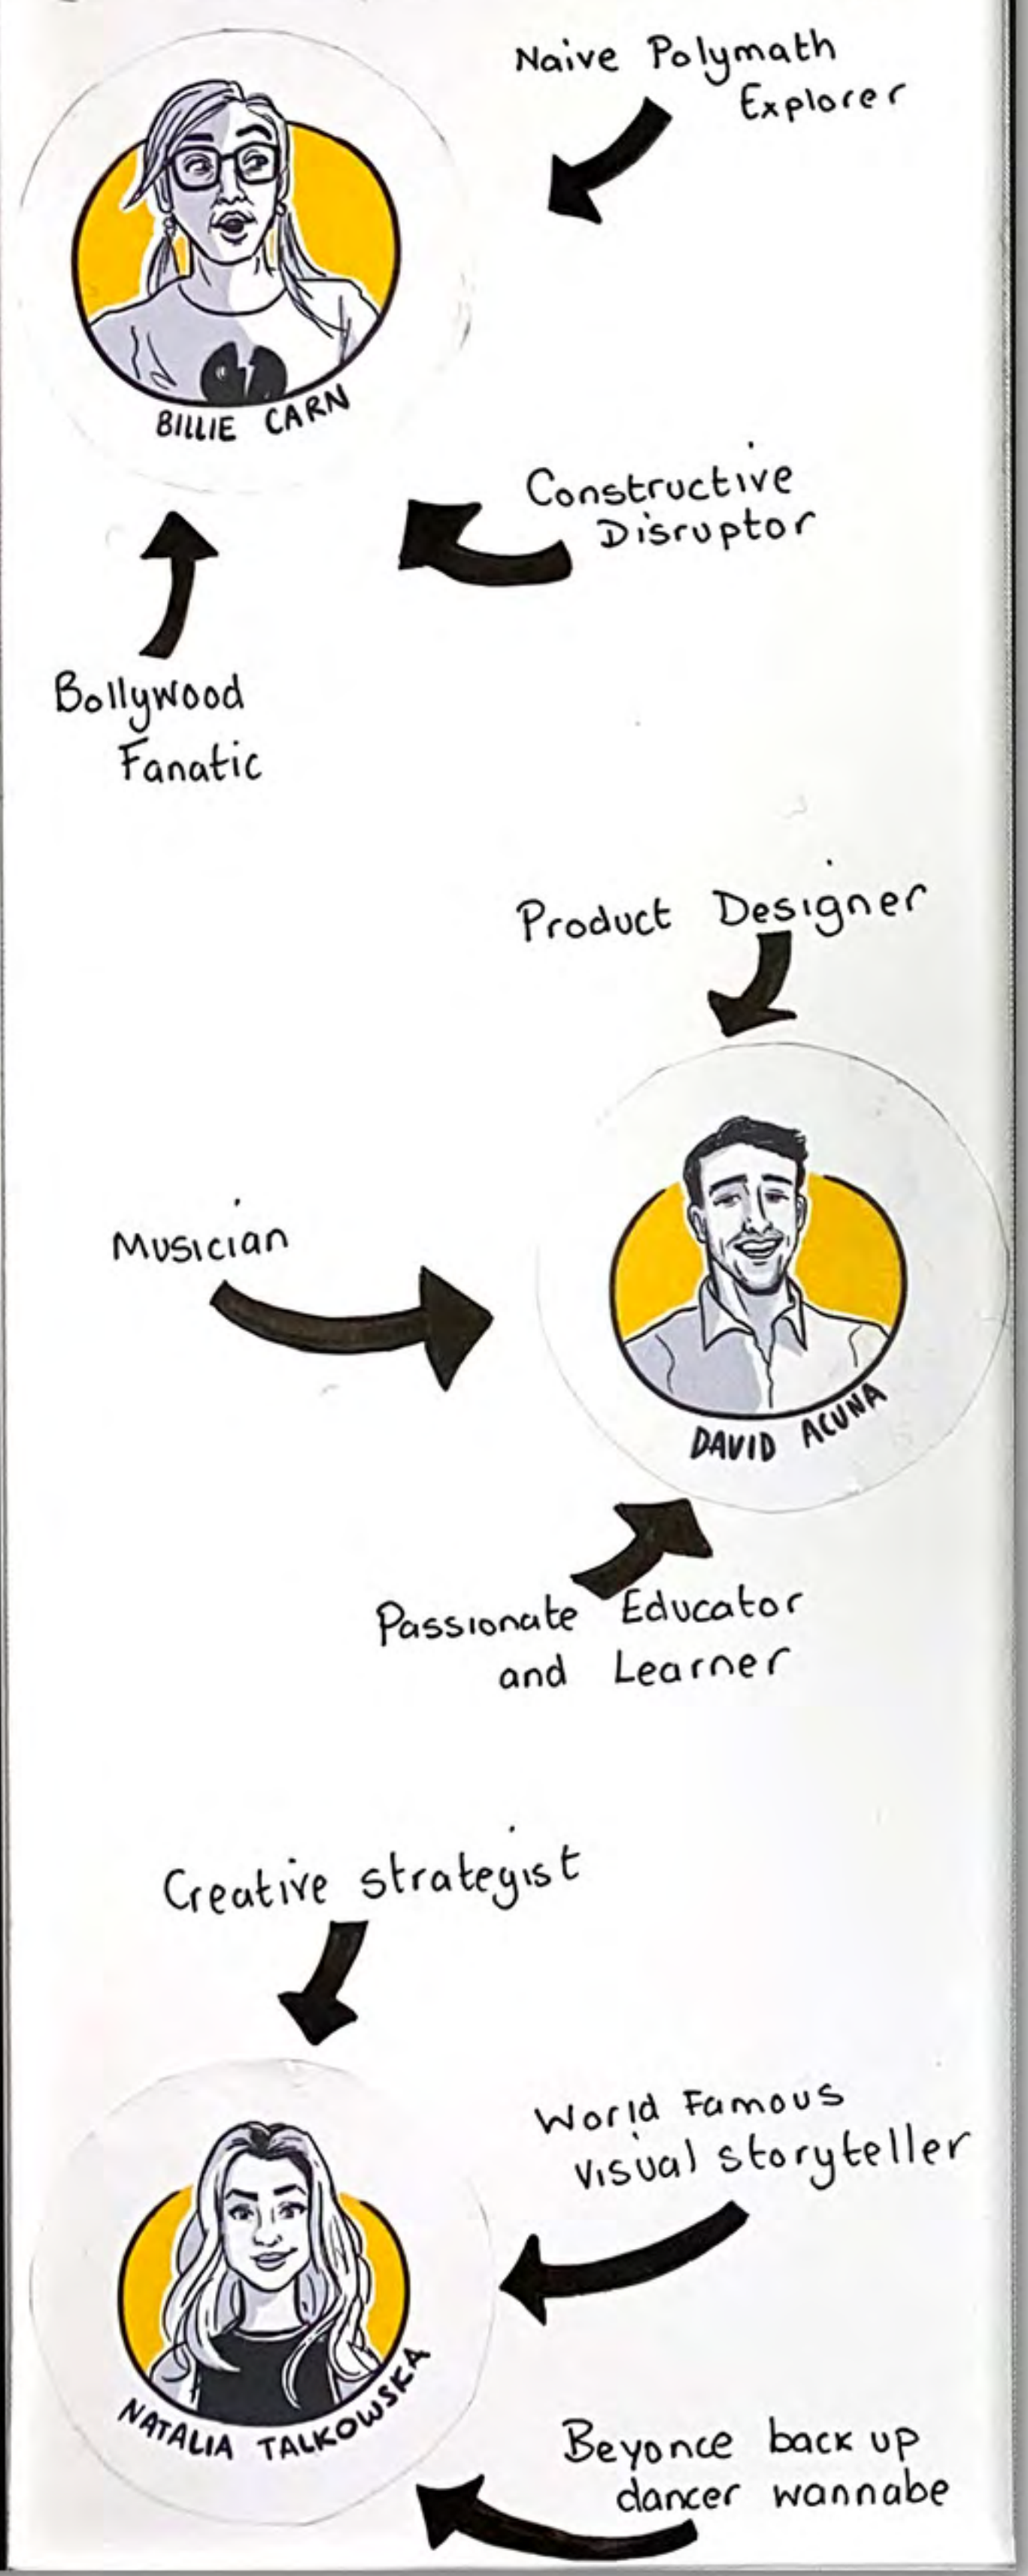 Naive Polymath
Explorer
BILLIE CARN
Constructive
Disruptor
Bollywood
Fanatic
Product Designer
Musician
DAVID ACUNA
Passionate Educator
and Learner
Creative strategist
World Famous
visual storyteller
NATALIA TALKOWSKA
Beyonce back up
dancer wannabe